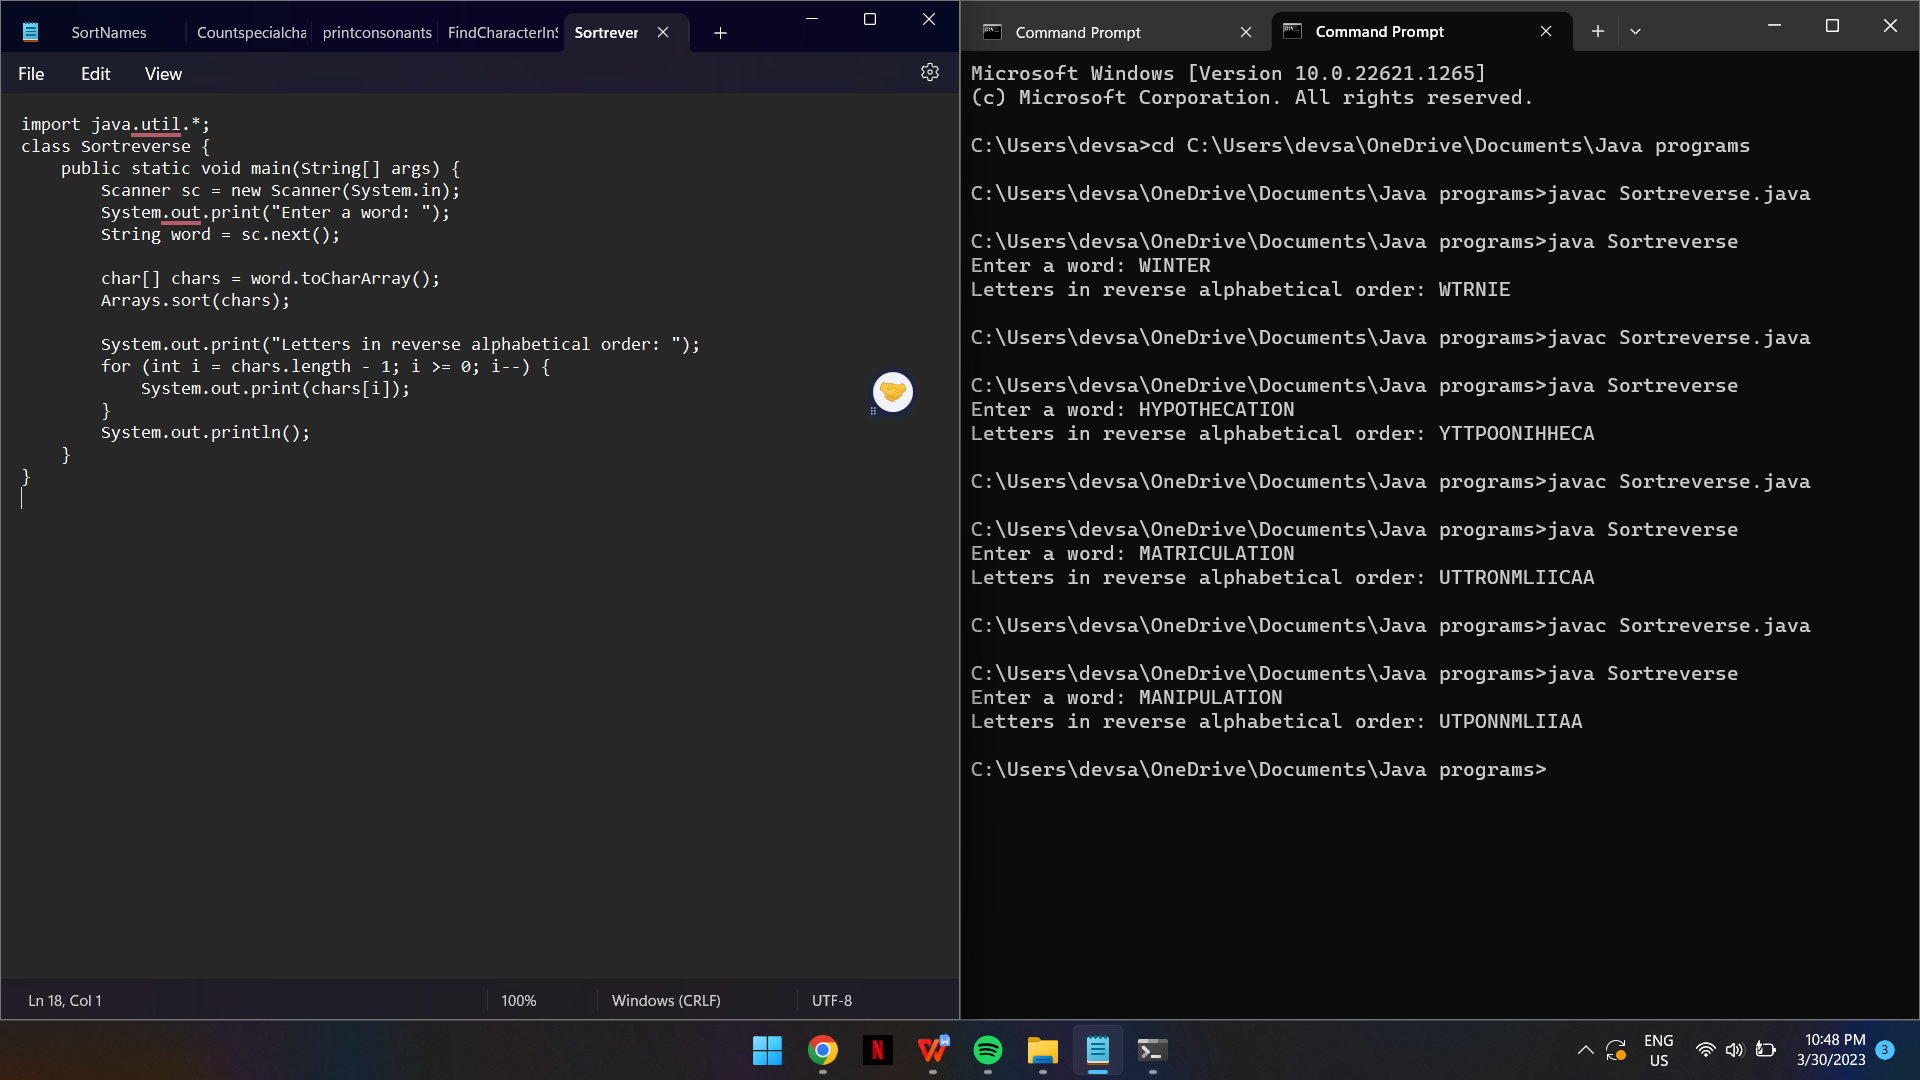 SortNames
Countspecialcha
printconsonants
FindCharacterInS
Sortrever
File
Edit
View
import java.util.*;
class Sortreverse {
    public static void main(String[] args) {
        Scanner sc = new Scanner(System.in);
        System.out.print("Enter a word: ");
        String word = sc.next();
        char[] chars = word.toCharArray();
        Arrays.sort(chars);
        System.out.print("Letters in reverse alphabetical order: ");
        for (int i = chars.length - 1; i >= 0; i--) {
            System.out.print(chars[i]);
        }
        System.out.println();
    }
}
Ln 18, Col 1
100%
Windows (CRLF)
UTF-8
Command Prompt
Command Prompt
Microsoft Windows [Version 10.0.22621.1265]
(c) Microsoft Corporation. All rights reserved.
C:\Users\devsa>cd C:\Users\devsa\OneDrive\Documents\Java programs
C:\Users\devsa\OneDrive\Documents\Java programs>javac Sortreverse.java
C:\Users\devsa\OneDrive\Documents\Java programs>java Sortreverse
Enter a word: WINTER
Letters in reverse alphabetical order: WTRNIE
C:\Users\devsa\OneDrive\Documents\Java programs>javac Sortreverse.java
C:\Users\devsa\OneDrive\Documents\Java programs>java Sortreverse
Enter a word: HYPOTHECATION
Letters in reverse alphabetical order: YTTPOONIHHECA
C:\Users\devsa\OneDrive\Documents\Java programs>javac Sortreverse.java
C:\Users\devsa\OneDrive\Documents\Java programs>java Sortreverse
Enter a word: MATRICULATION
Letters in reverse alphabetical order: UTTRONMLIICAA
C:\Users\devsa\OneDrive\Documents\Java programs>javac Sortreverse.java
C:\Users\devsa\OneDrive\Documents\Java programs>java Sortreverse
Enter a word: MANIPULATION
Letters in reverse alphabetical order: UTPONNMLIIAA
C:\Users\devsa\OneDrive\Documents\Java programs>
N
W
ENG
US
10:48 PM
3/30/2023
3